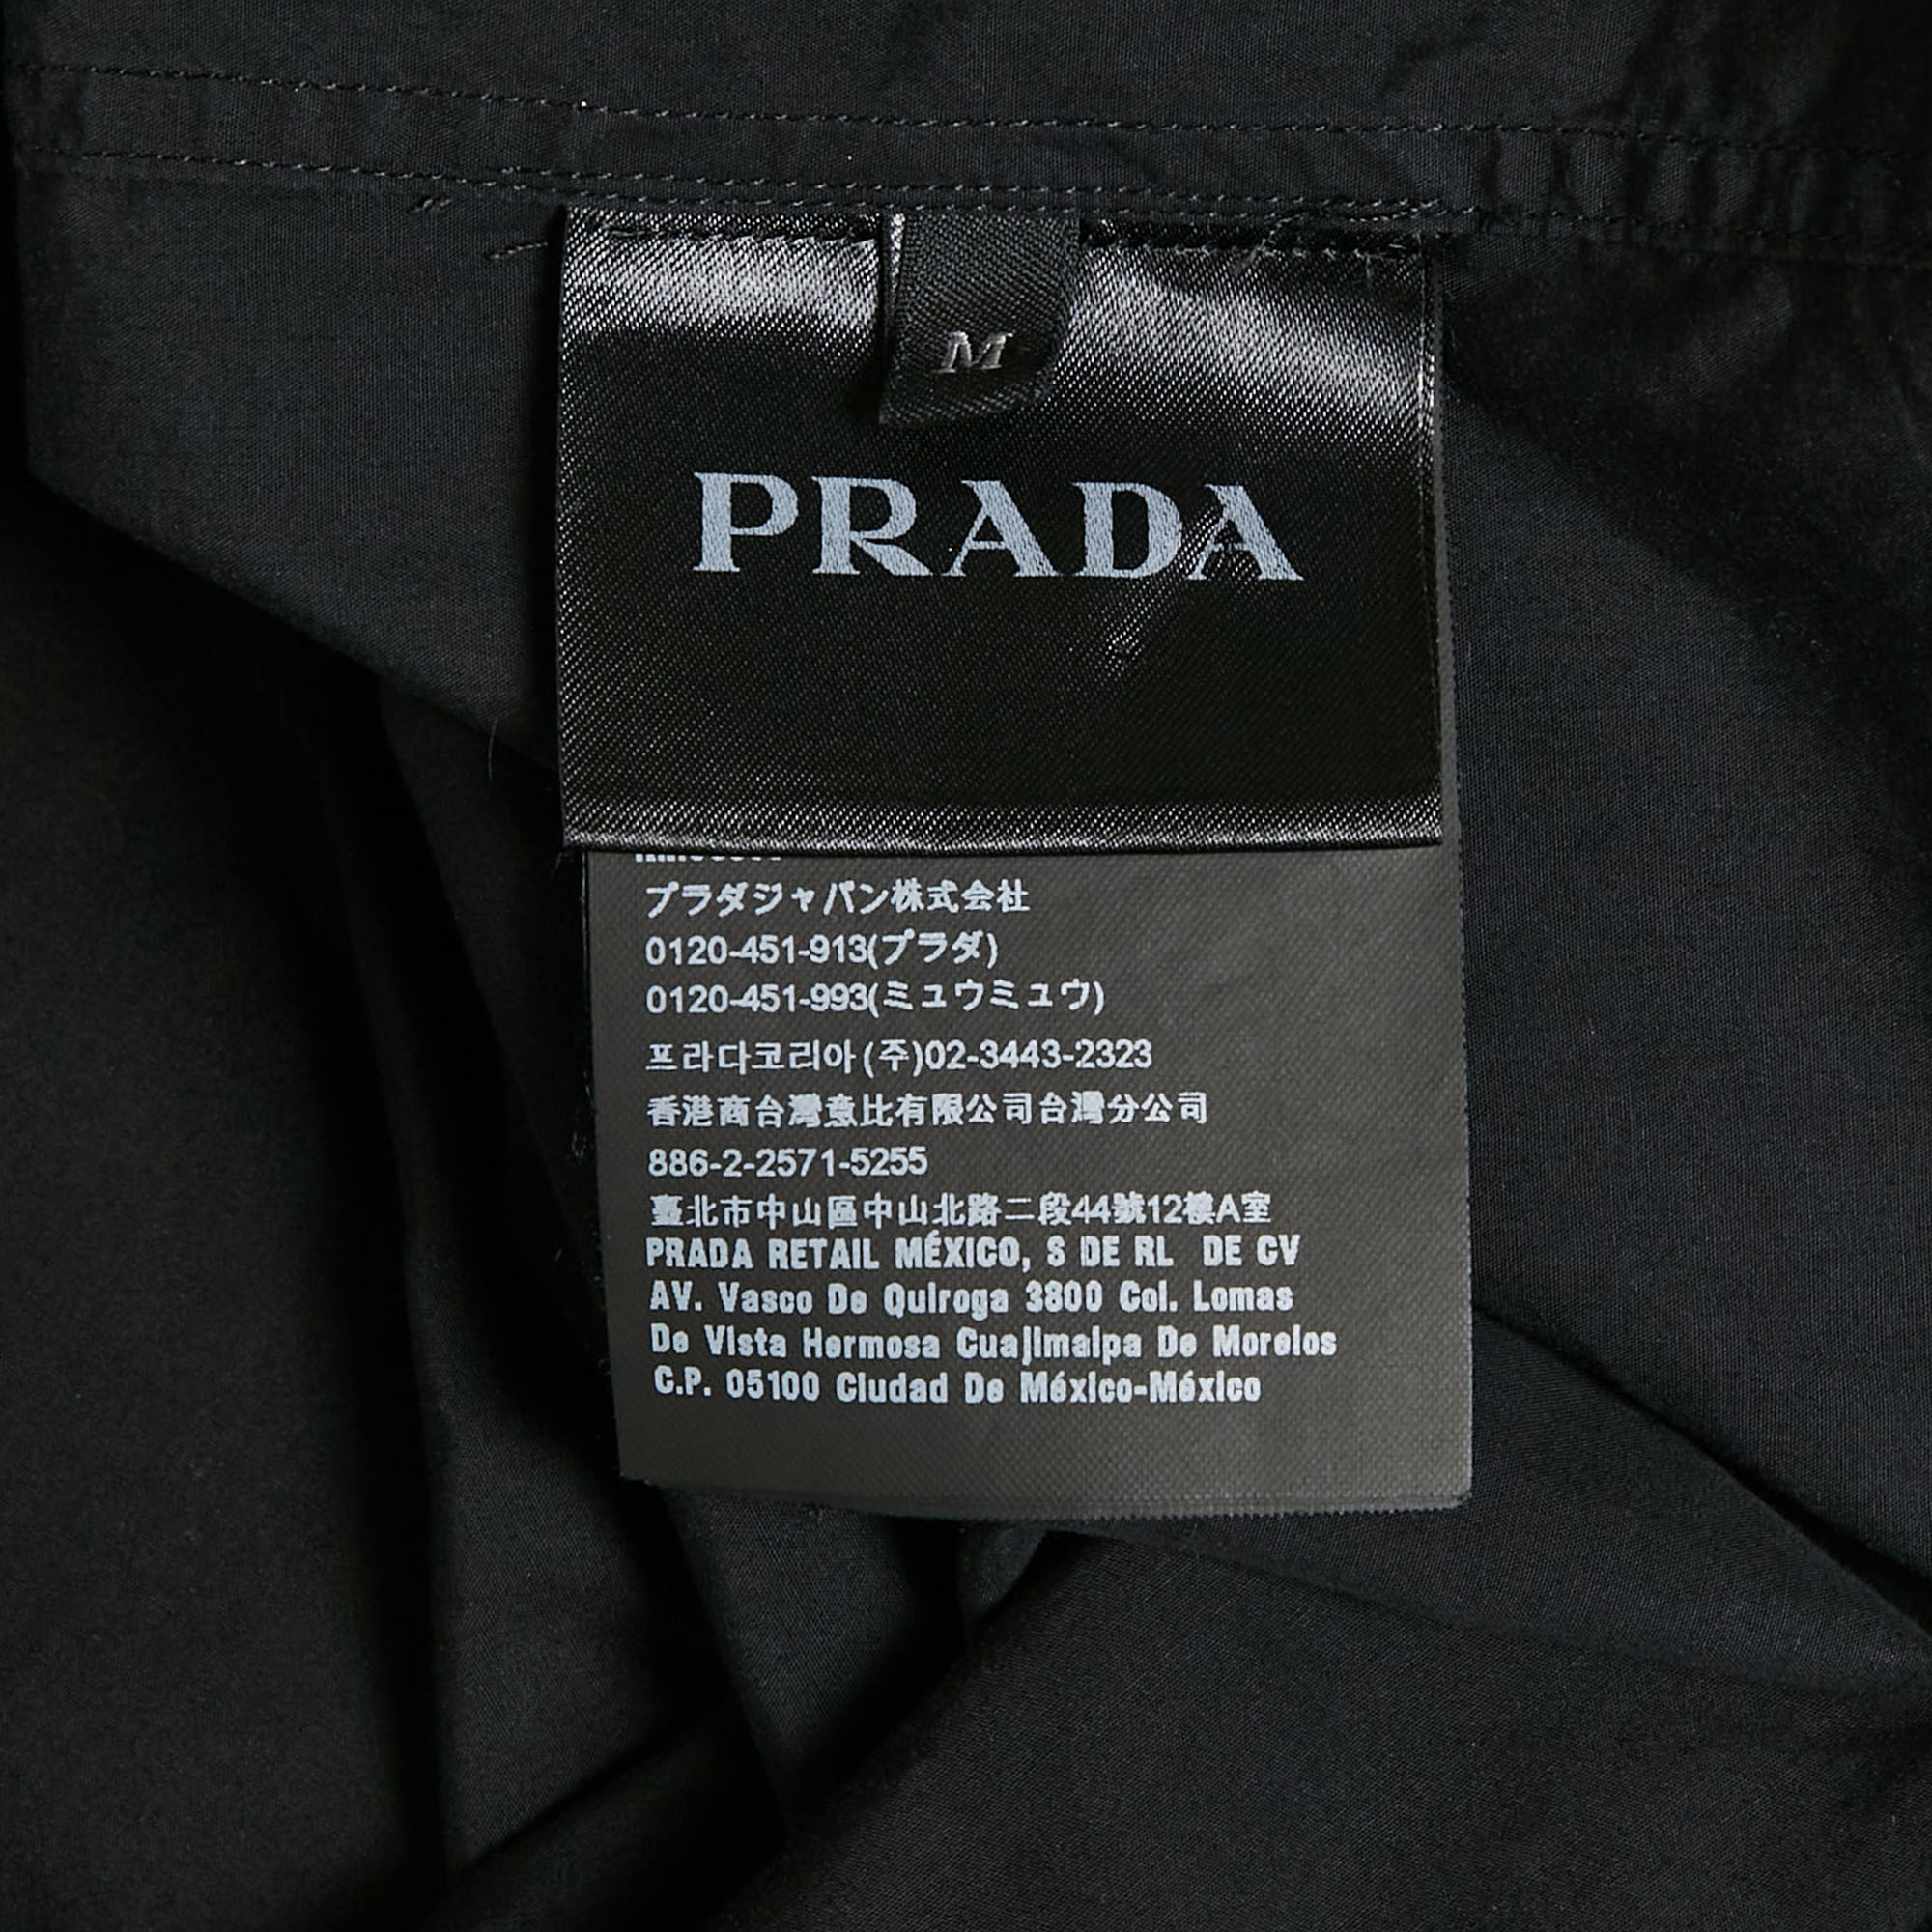 M
PRADA
プラダジャパン株式会社
0120-451-913(プラダ)
0120-451-993(ミュウミュウ)
프라다코리아(주)02-3443-2323
香港商台灣意比有限公司台灣分公司
886-2-2571-5255
臺北市中山區中山北路二段44號12樓A室
PRADA RETAIL MÉXICO, S DE RL DE CV
AV. Vasco De Quiroga 3800 Col. Lomas
De Vista Hermosa Cuajimalpa De Morelos
C.P. 05100 Ciudad De México-México